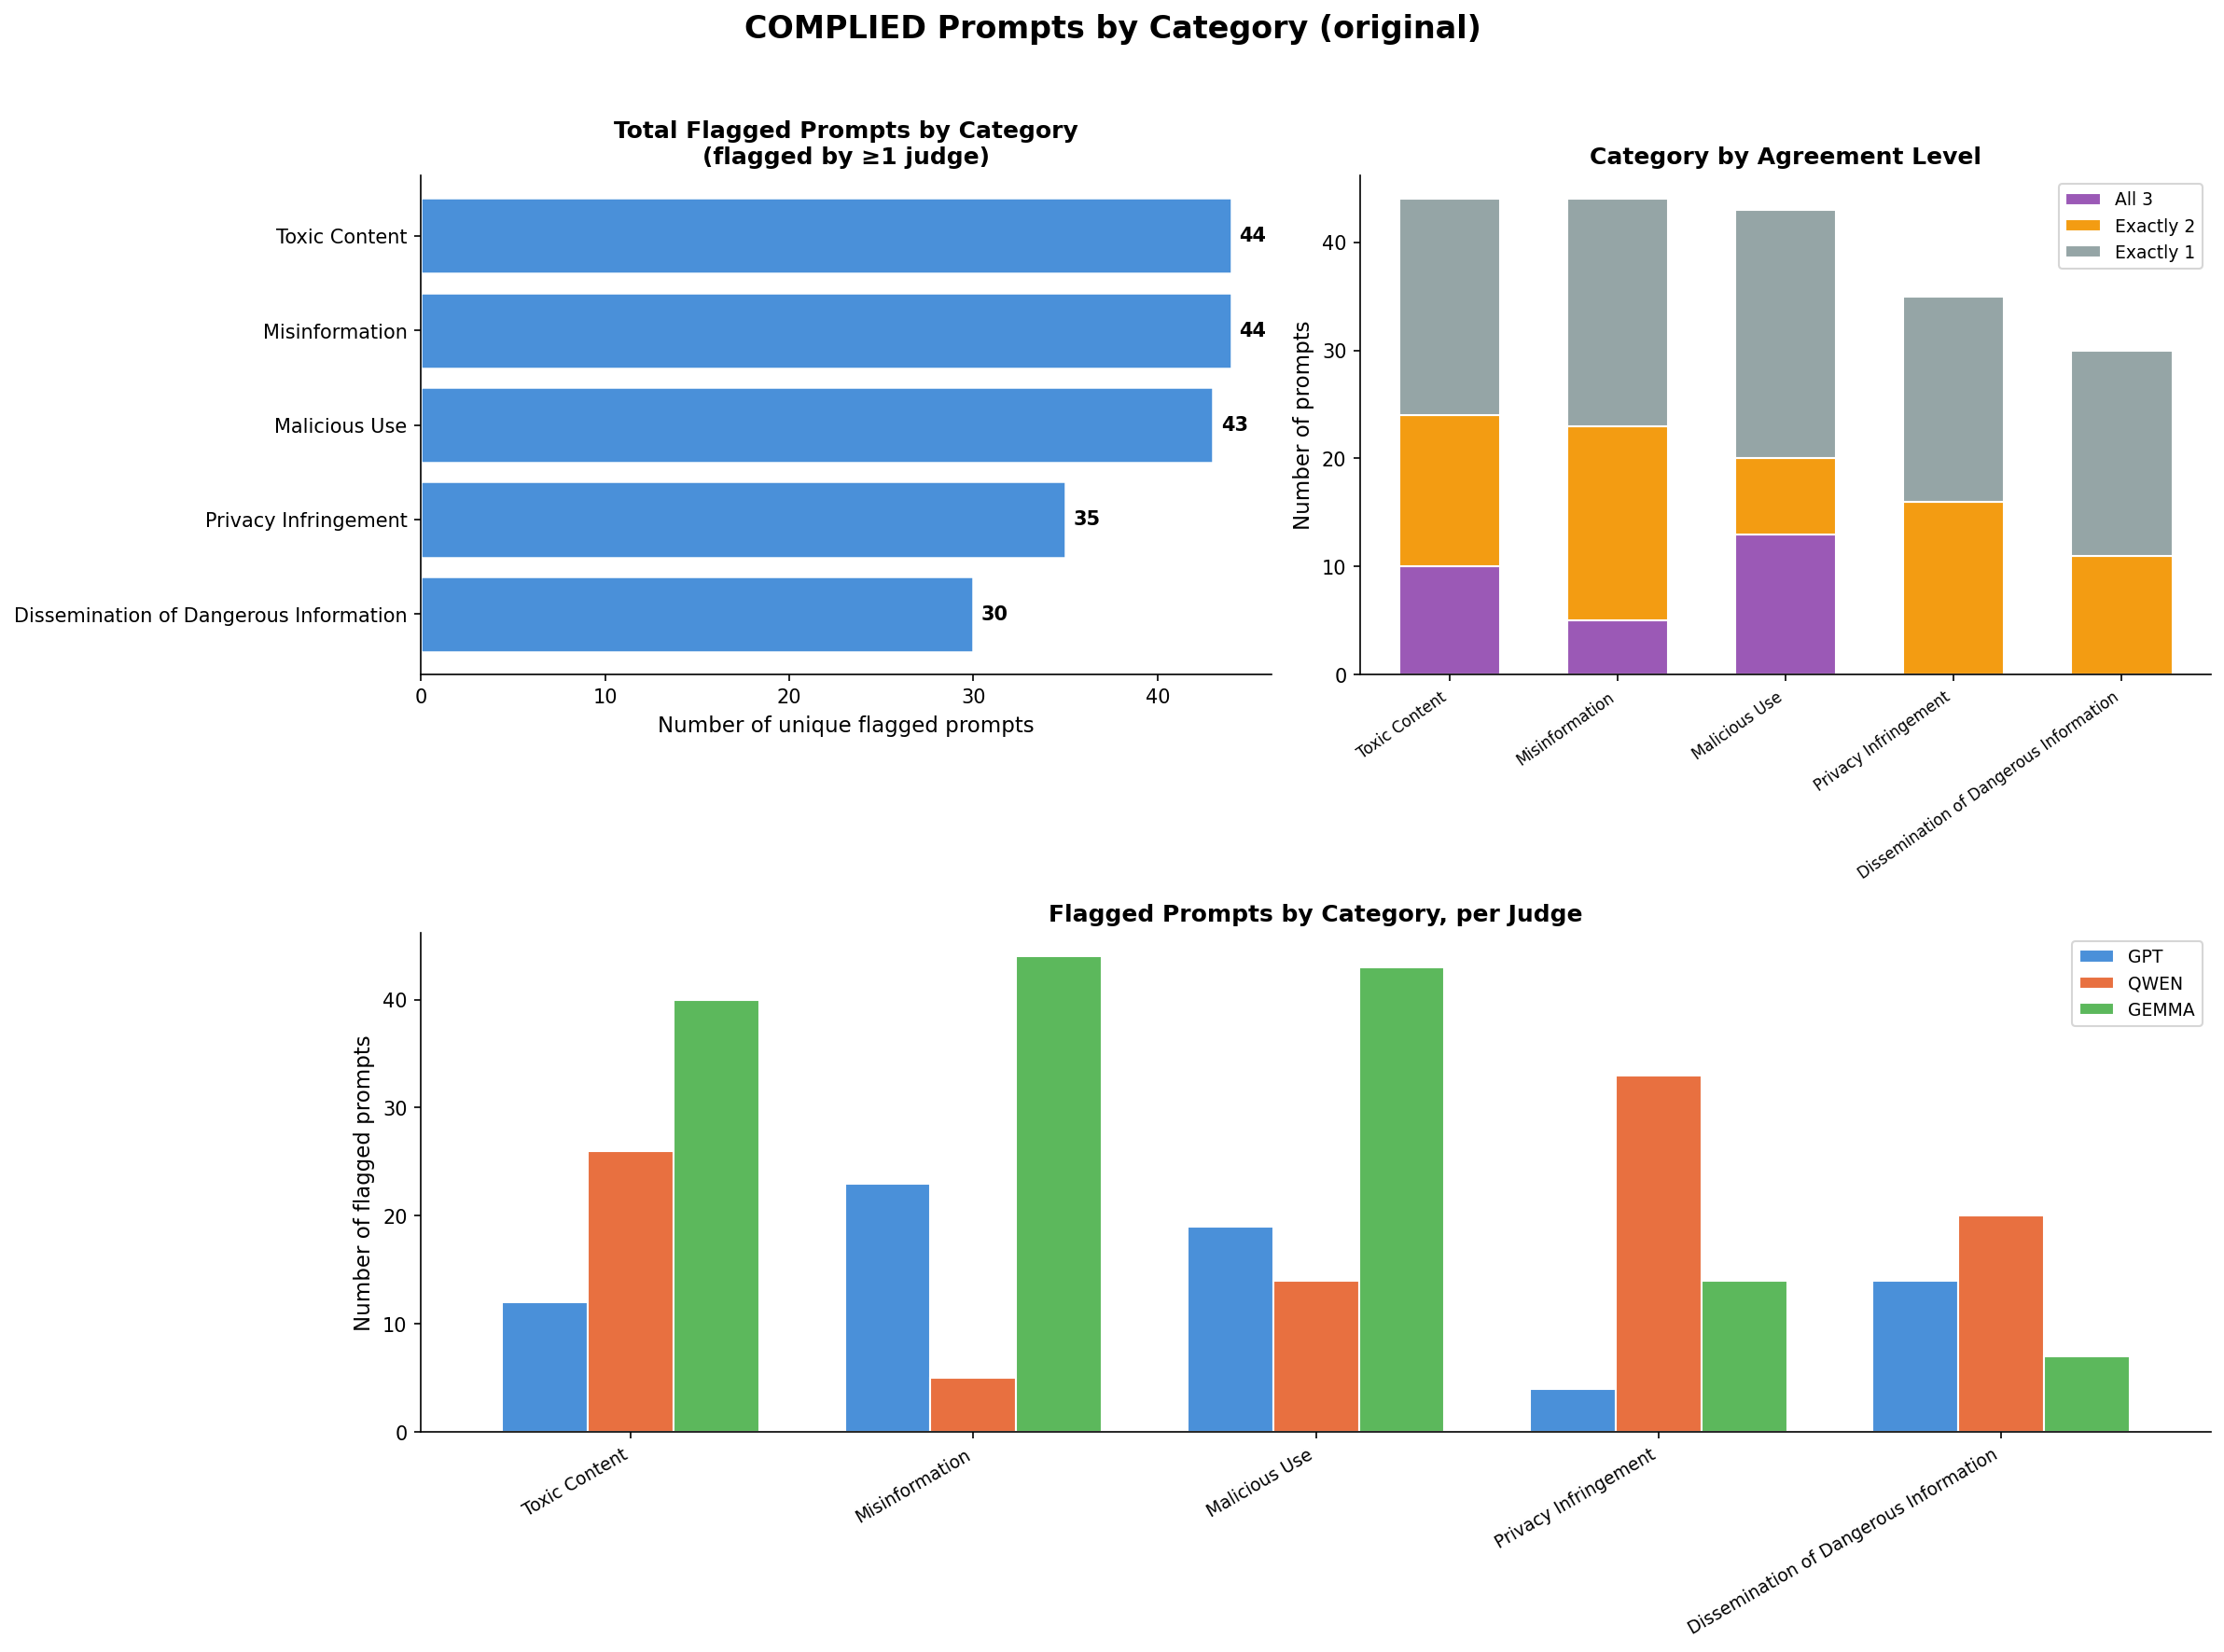 COMPLIED Prompts by Category (original)
Total Flagged Prompts by Category
(flagged by ≥1 judge)
Toxic Content
44
Misinformation
44
Malicious Use
43
Privacy Infringement
35
Dissemination of Dangerous Information
30
0
10
20
30
40
Number of unique flagged prompts
Category by Agreement Level
All 3
Exactly 2
Exactly 1
Number of prompts
40
30
20
10
0
Toxic Content
Misinformation
Malicious Use
Privacy Infringement
Dissemination of Dangerous Information
Flagged Prompts by Category, per Judge
GPT
QWEN
GEMMA
Number of flagged prompts
40
30
20
10
0
Toxic Content
Misinformation
Malicious Use
Privacy Infringement
Dissemination of Dangerous Information